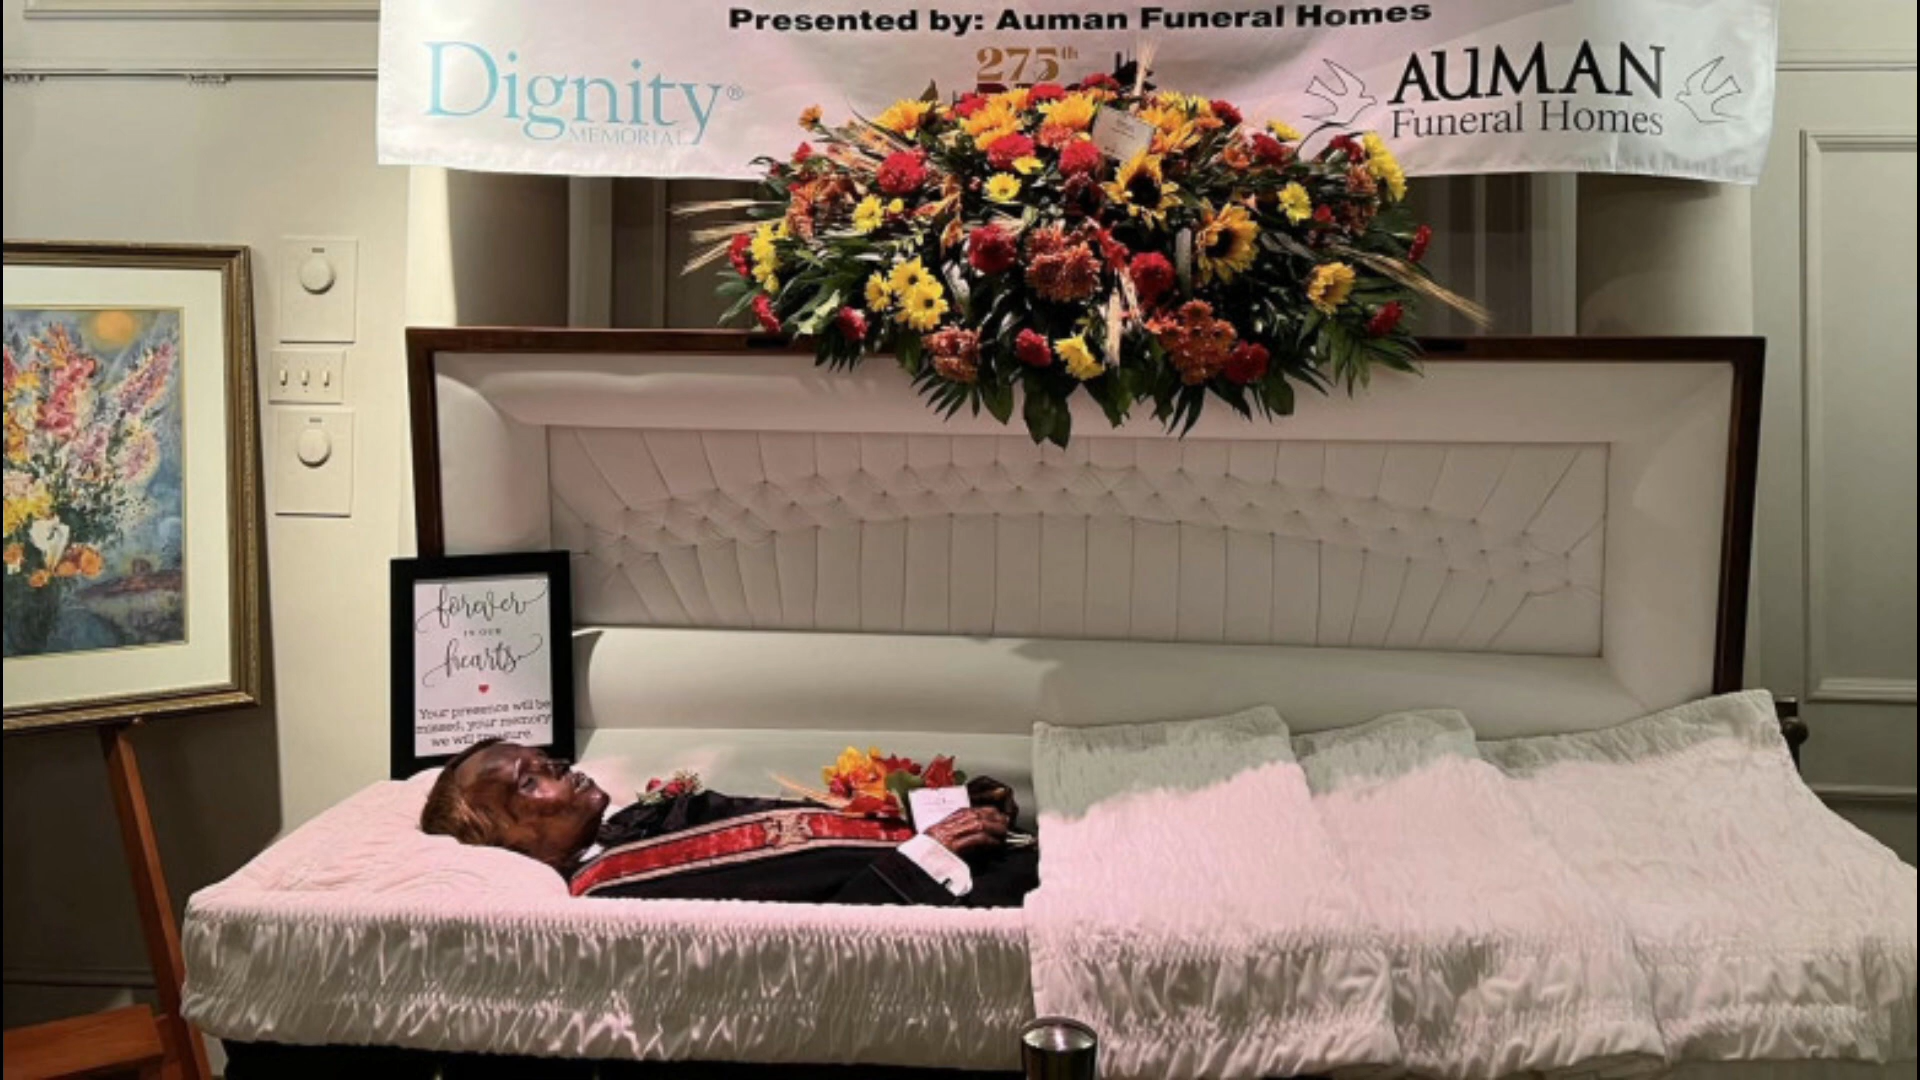 Presented by: Auman Funeral Homes
Dignity®
MEMORIAL
275th
AUMAN
Funeral Homes
forever
IN OUR
hearts
Your presence will be
missed, your memory
we will treasure.